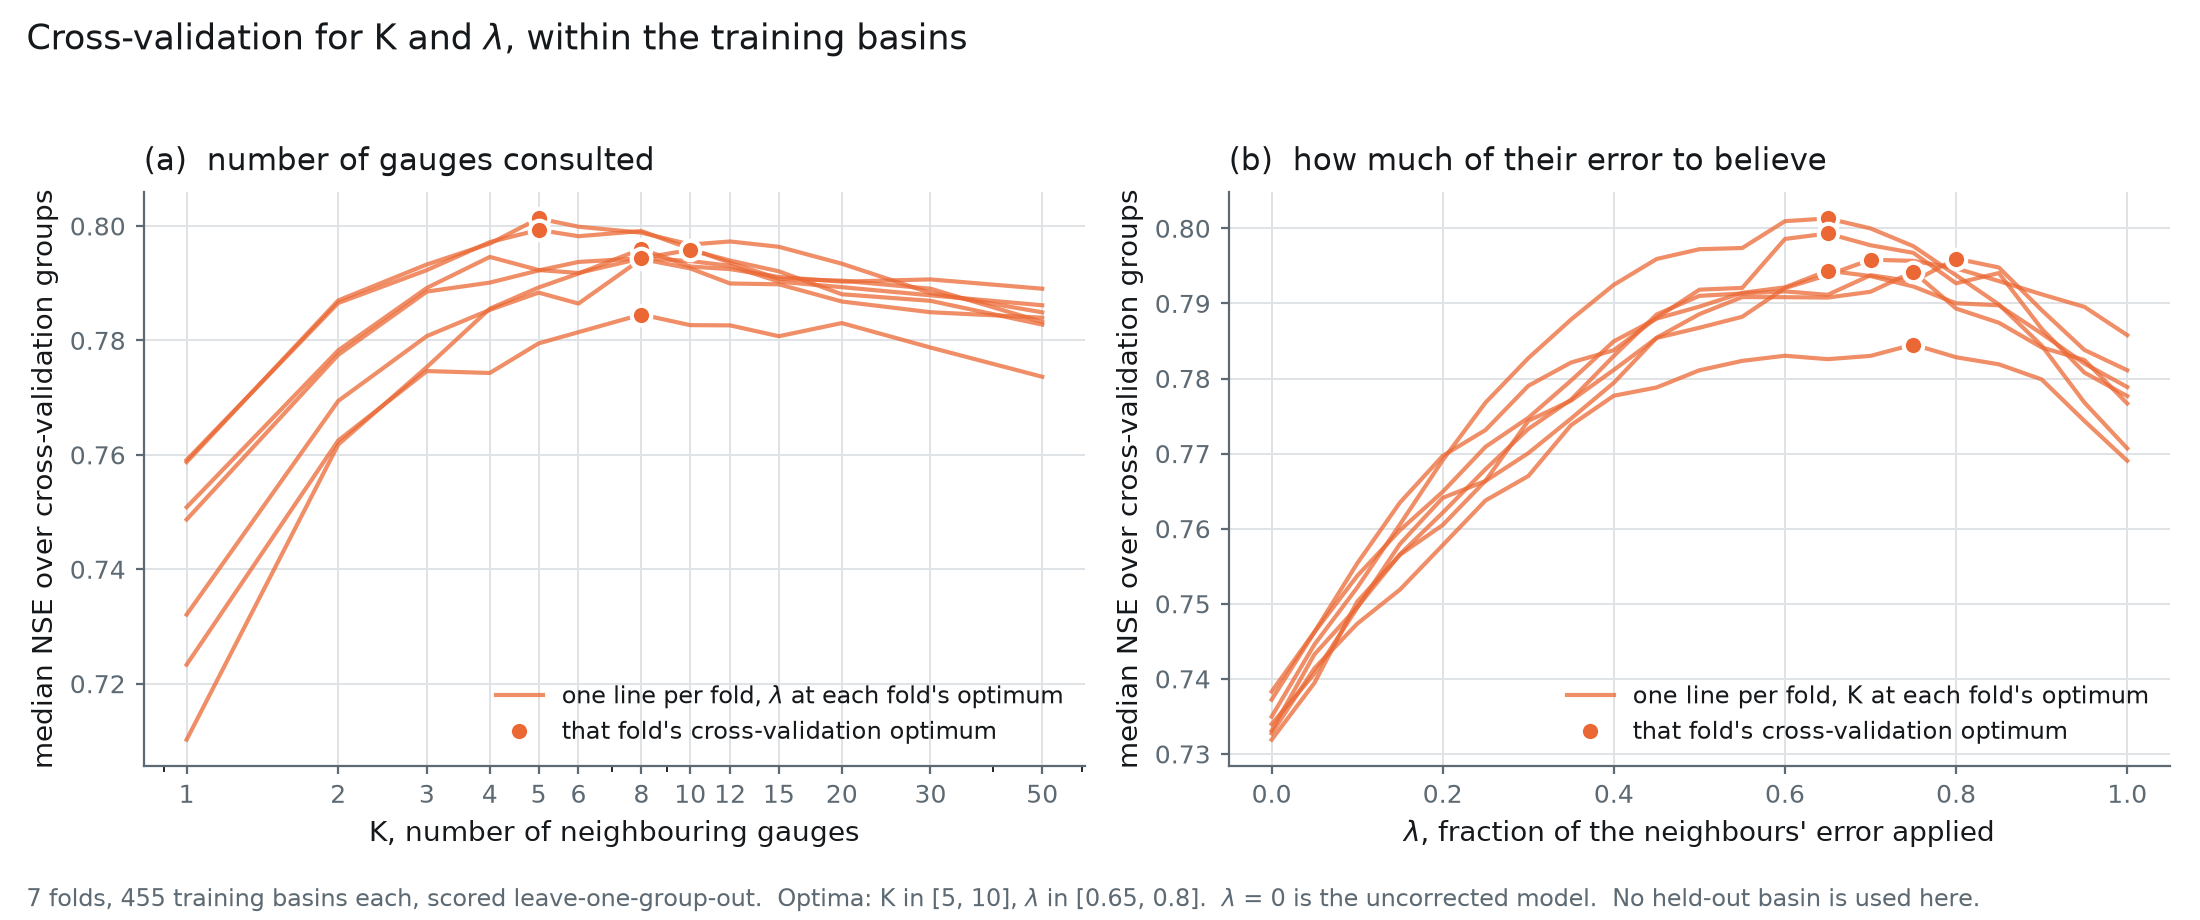 Cross-validation for K and λ, within the training basins
(a) number of gauges consulted
median NSE over cross-validation groups
0.80
0.78
0.76
0.74
0.72
one line per fold, λ at each fold's optimum
that fold's cross-validation optimum
1 2 3 4 5 6 8 10 12 15 20 30 50
K, number of neighbouring gauges
(b) how much of their error to believe
median NSE over cross-validation groups
0.80
0.79
0.78
0.77
0.76
0.75
0.74
0.73
one line per fold, K at each fold's optimum
that fold's cross-validation optimum
0.0 0.2 0.4 0.6 0.8 1.0
λ, fraction of the neighbours' error applied
7 folds, 455 training basins each, scored leave-one-group-out. Optima: K in [5, 10], λ in [0.65, 0.8]. λ = 0 is the uncorrected model. No held-out basin is used here.